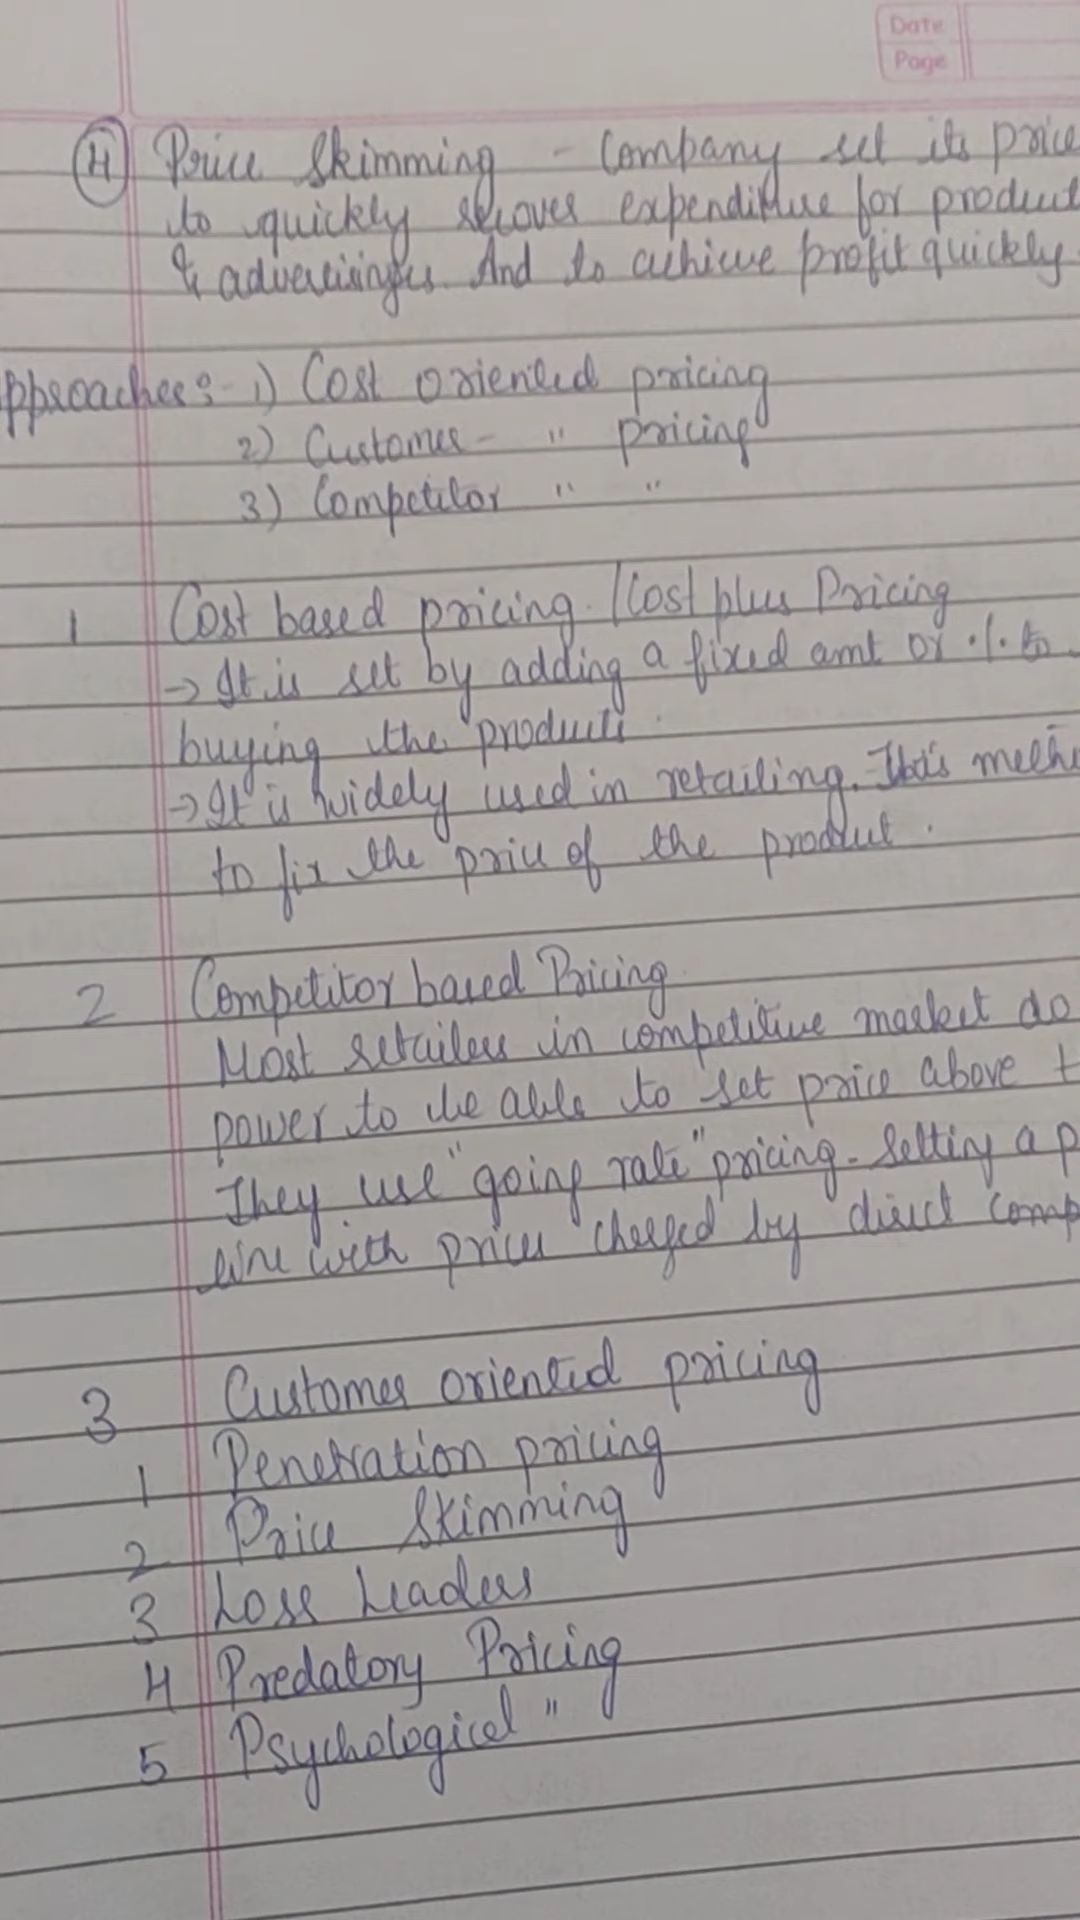 Date
Page
4 Price Skimming - Company set its price
to quickly recover expenditure for product
& advertising. And to achieve profit quickly
pproaches:- 1) Cost oriented pricing
2) Customer - " pricing
3) Competitor " "
1 Cost based pricing / Cost plus Pricing
→ It is set by adding a fixed amt or % to
buying the product.
→ It is widely used in retailing. This meth
to fix the price of the product.
2 Competitor based Pricing
Most retailers in competitive market do
power to be able to set price above t
They use "going rate" pricing - Setting a p
line with prices charged by direct comp
3 Customer oriented pricing
1 Penetration pricing
2 Price Skimming
3 Loss Leaders
4 Predatory Pricing
5 Psychological "